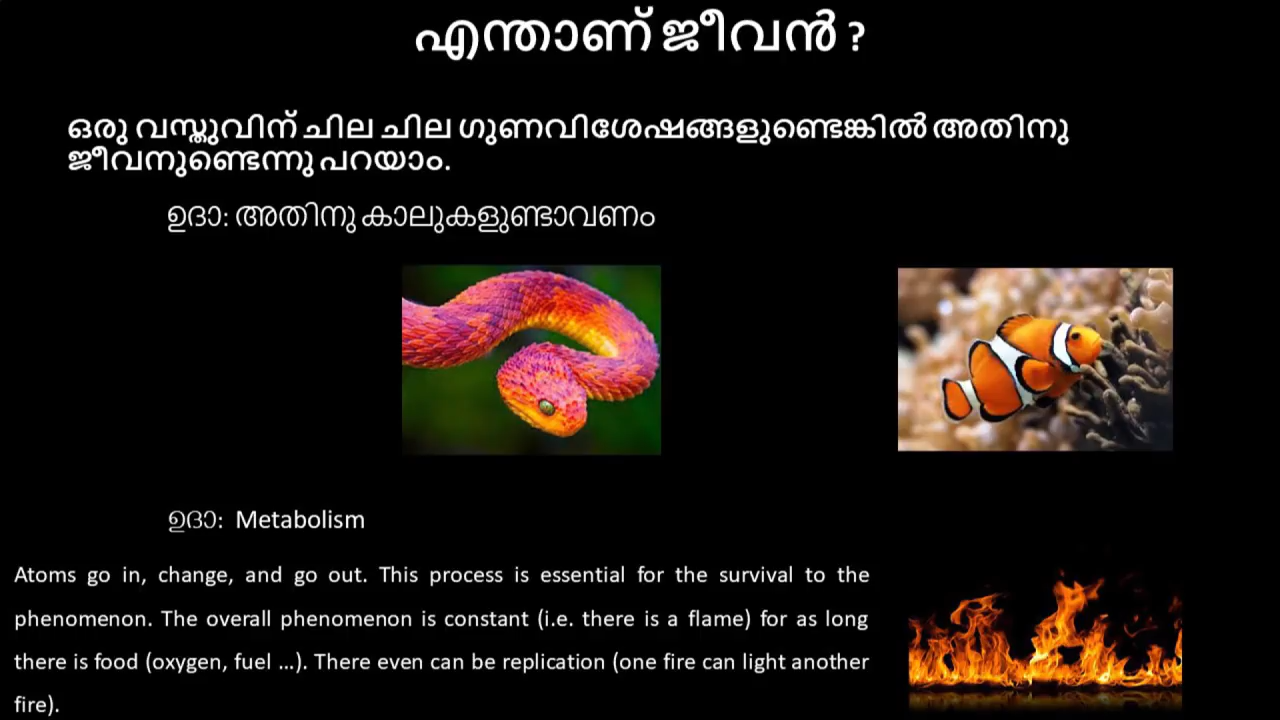 എന്താണ് ജീവൻ ?
ഒരു വസ്തുവിന് ചില ചില ഗുണവിശേഷങ്ങളുണ്ടെങ്കിൽ അതിനു
ജീവനുണ്ടെന്നു പറയാം.
ഉദാ: അതിനു കാലുകളുണ്ടാവണം
ഉദാ: Metabolism
Atoms go in, change, and go out. This process is essential for the survival to the
phenomenon. The overall phenomenon is constant (i.e. there is a flame) for as long
there is food (oxygen, fuel ...). There even can be replication (one fire can light another
fire).